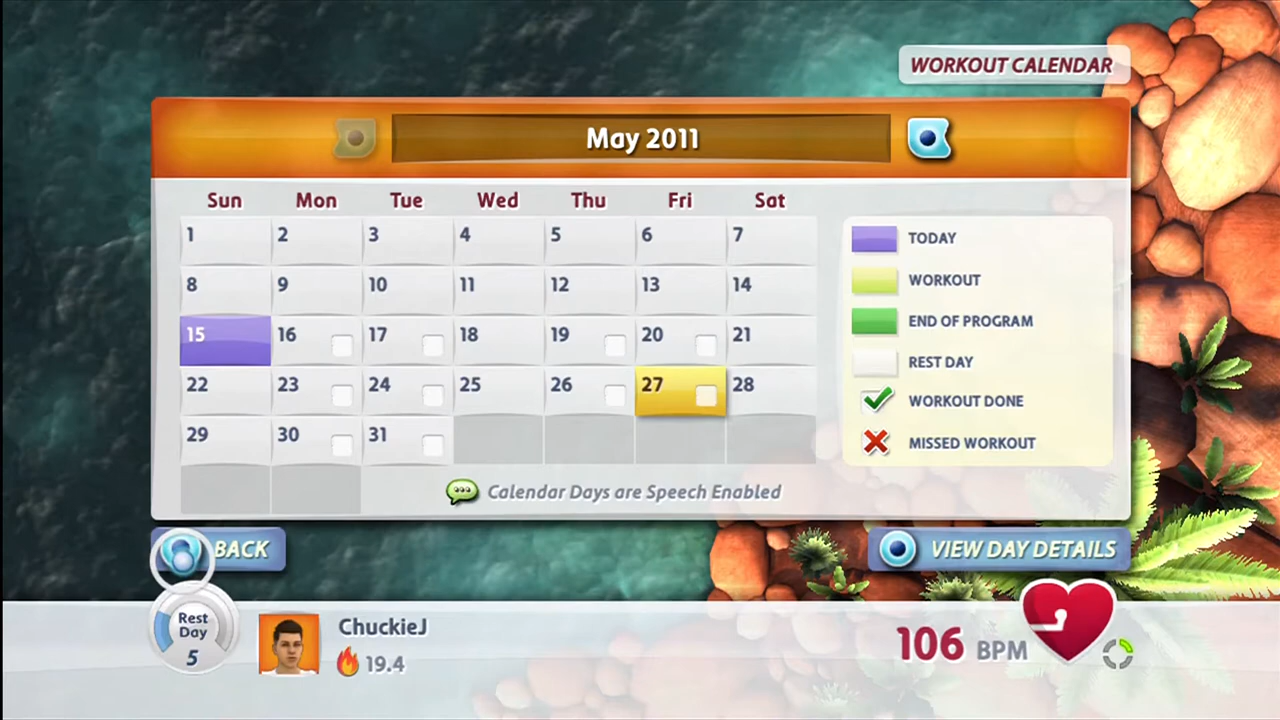 WORKOUT CALENDAR
May 2011
Sun Mon Tue Wed Thu Fri Sat
1 2 3 4 5 6 7
8 9 10 11 12 13 14
15 16 17 18 19 20 21
22 23 24 25 26 27 28
29 30 31
TODAY
WORKOUT
END OF PROGRAM
REST DAY
WORKOUT DONE
MISSED WORKOUT
Calendar Days are Speech Enabled
BACK
VIEW DAY DETAILS
Rest
Day
5
ChuckieJ
19.4
106 BPM